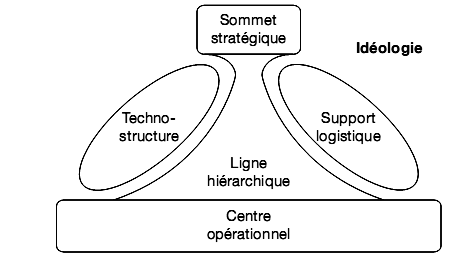 Sommet
stratégique
Idéologie
Techno-
structure
Support
logistique
Ligne
hiérarchique
Centre
opérationnel